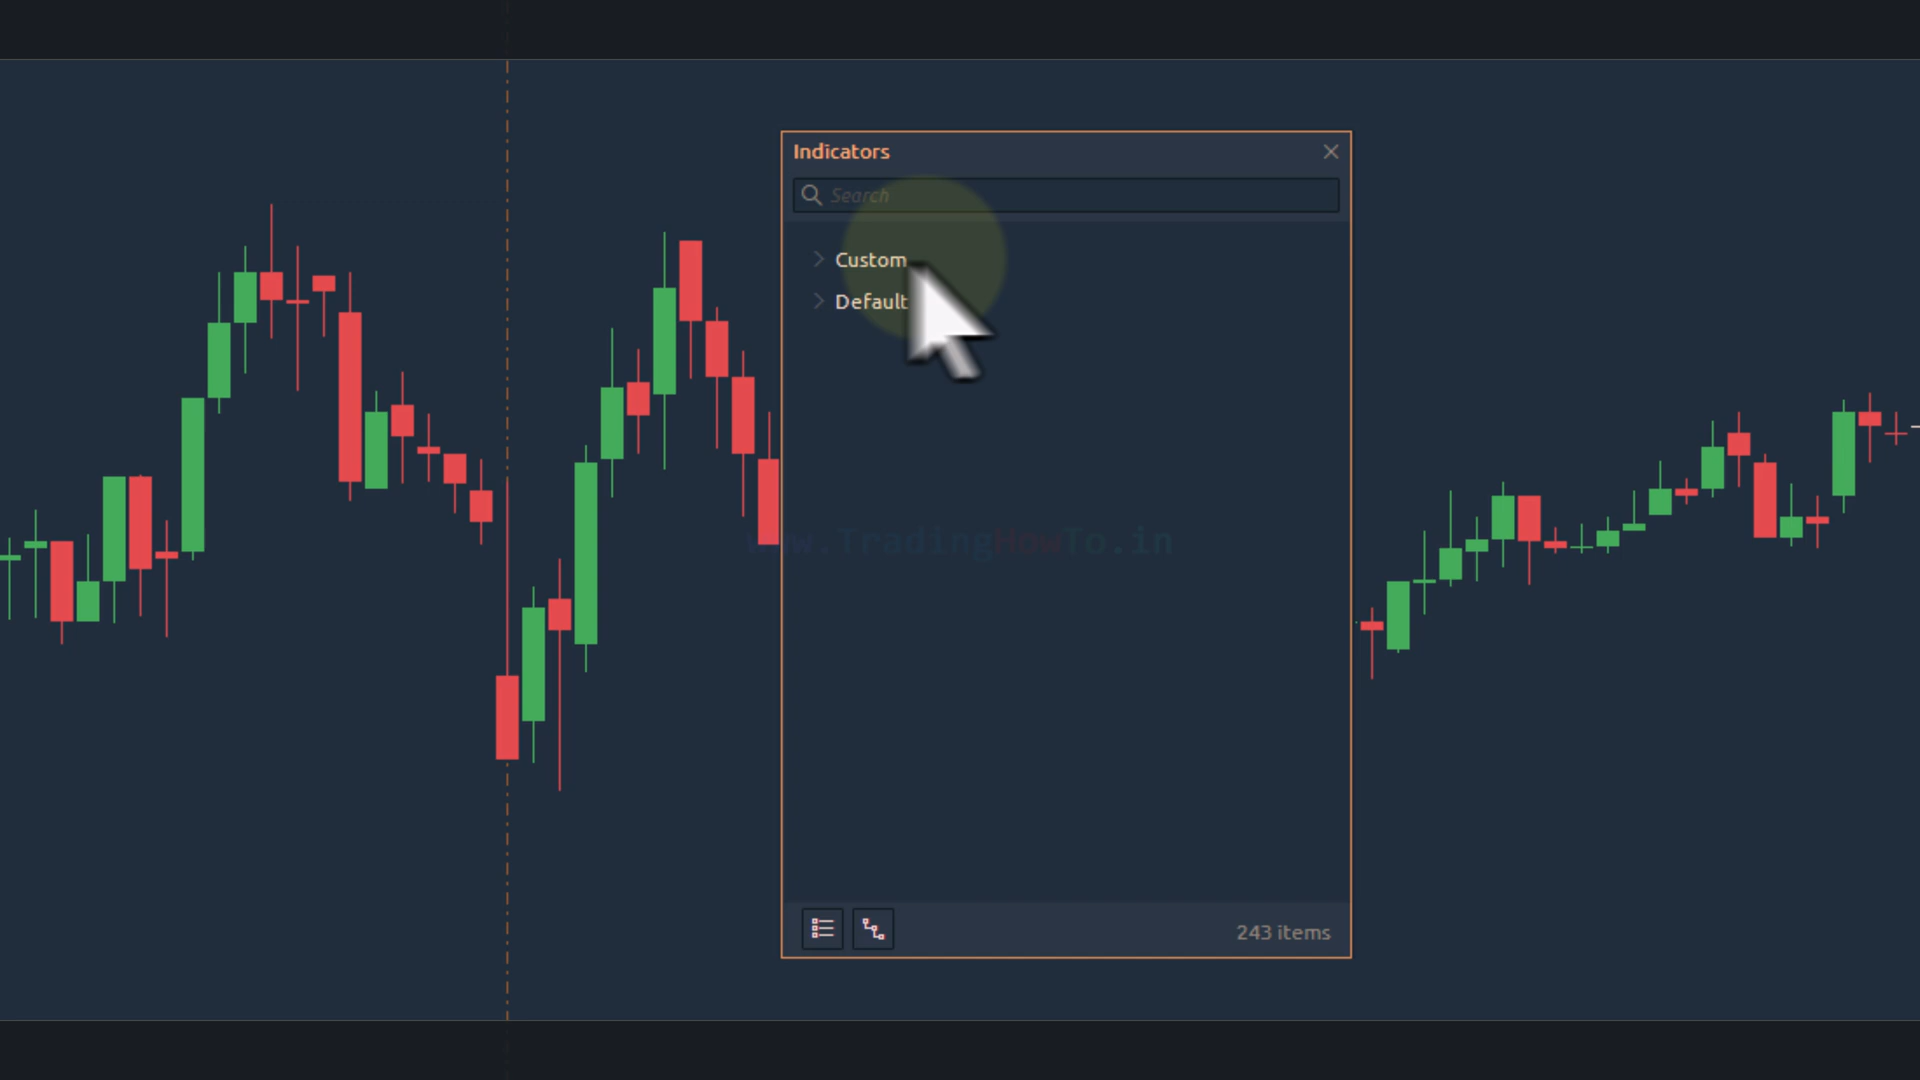 Indicators
Search
Custom
Default
www.TradingHowTo.in
243 items